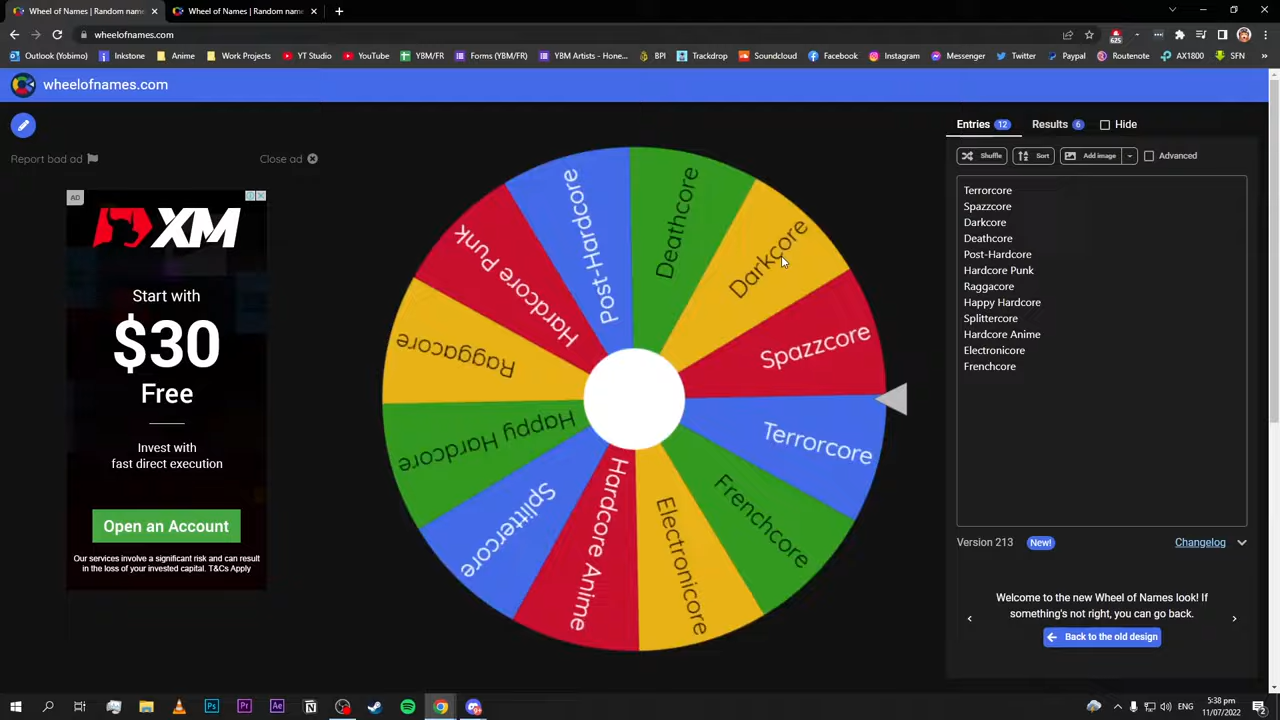 Wheel of Names | Random name
Wheel of Names | Random name
wheelofnames.com
Outlook (Yobimo)
Inkstone
Anime
Work Projects
YT Studio
YouTube
YBM/FR
Forms (YBM/FR)
YBM Artists - Hone...
BPI
Trackdrop
Soundcloud
Facebook
Instagram
Messenger
Twitter
Paypal
Routenote
AX1800
SFN
wheelofnames.com
Entries 12
Results 6
Hide
Report bad ad
Close ad
Shuffle
Sort
Add image
Advanced
AD
XM
Start with
$30
Free
Invest with
fast direct execution
Open an Account
Our services involve a significant risk and can result
in the loss of your invested capital. T&Cs Apply
Post-Hardcore
Deathcore
Darkcore
Spazzcore
Terrorcore
Frenchcore
Electronicore
Hardcore Anime
Splittercore
Happy Hardcore
Raggacore
Hardcore Punk
Terrorcore
Spazzcore
Darkcore
Deathcore
Post-Hardcore
Hardcore Punk
Raggacore
Happy Hardcore
Splittercore
Hardcore Anime
Electronicore
Frenchcore
Version 213
New!
Changelog
Welcome to the new Wheel of Names look! If
something's not right, you can go back.
Back to the old design
Ps
Pr
Ae
ENG
5:38 pm
11/07/2022